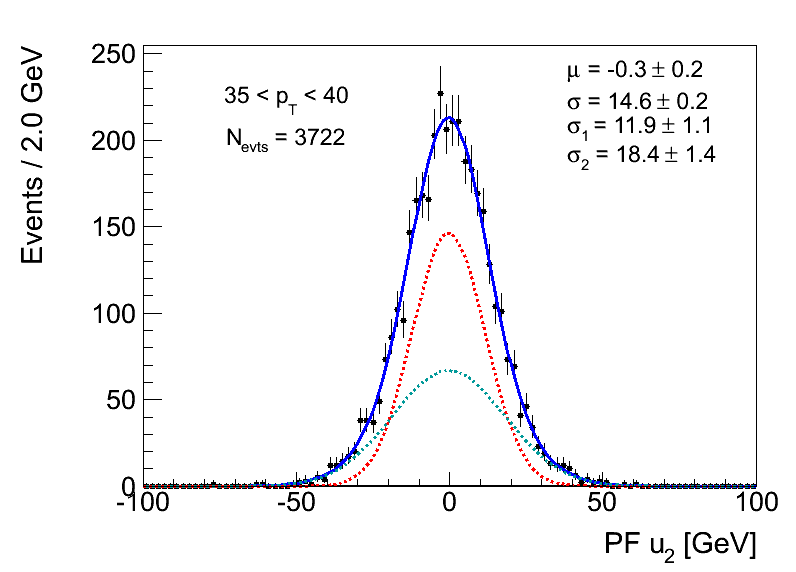 Events / 2.0 GeV
250
200
150
100
50
0
35 < p_T < 40
N_evts = 3722
μ = -0.3 ± 0.2
σ = 14.6 ± 0.2
σ_1 = 11.9 ± 1.1
σ_2 = 18.4 ± 1.4
-100 -50 0 50 100
PF u_2 [GeV]